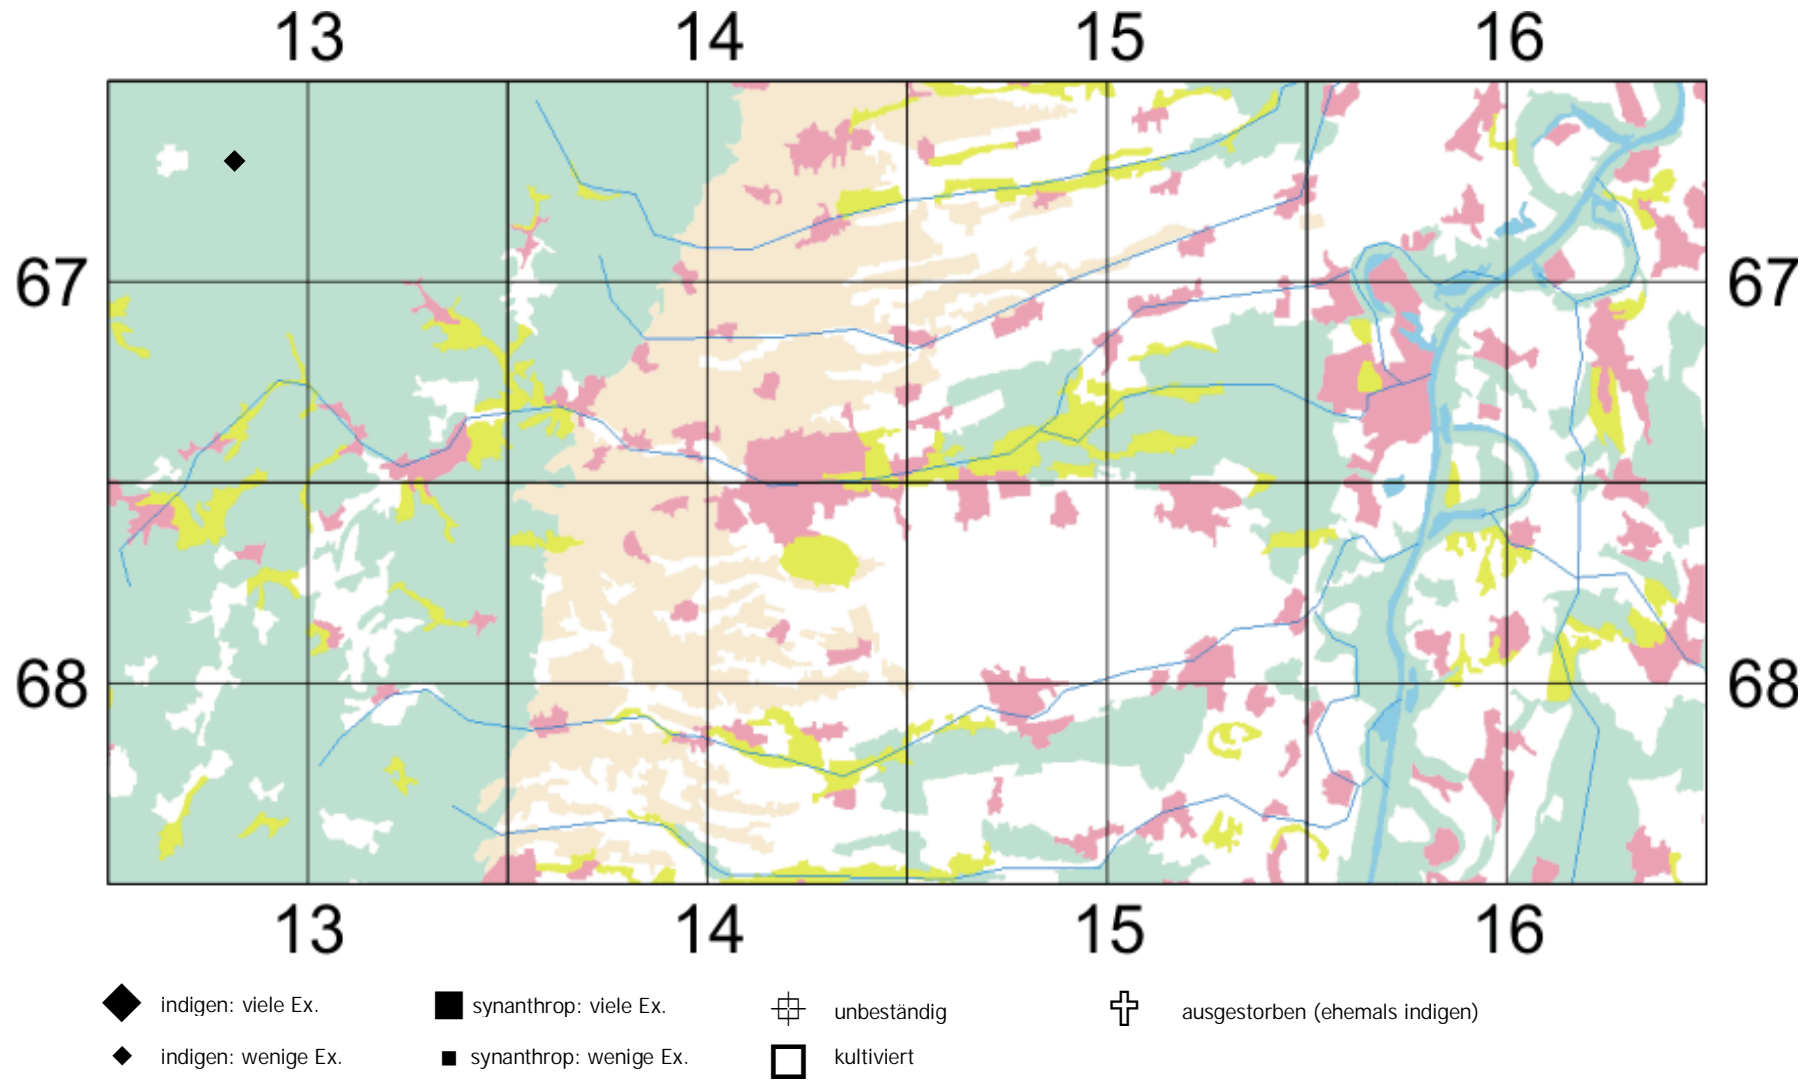 13 14 15 16
67 67
68 68
13 14 15 16
indigen: viele Ex. synanthrop: viele Ex. unbeständig ausgestorben (ehemals indigen)
indigen: wenige Ex. synanthrop: wenige Ex. kultiviert